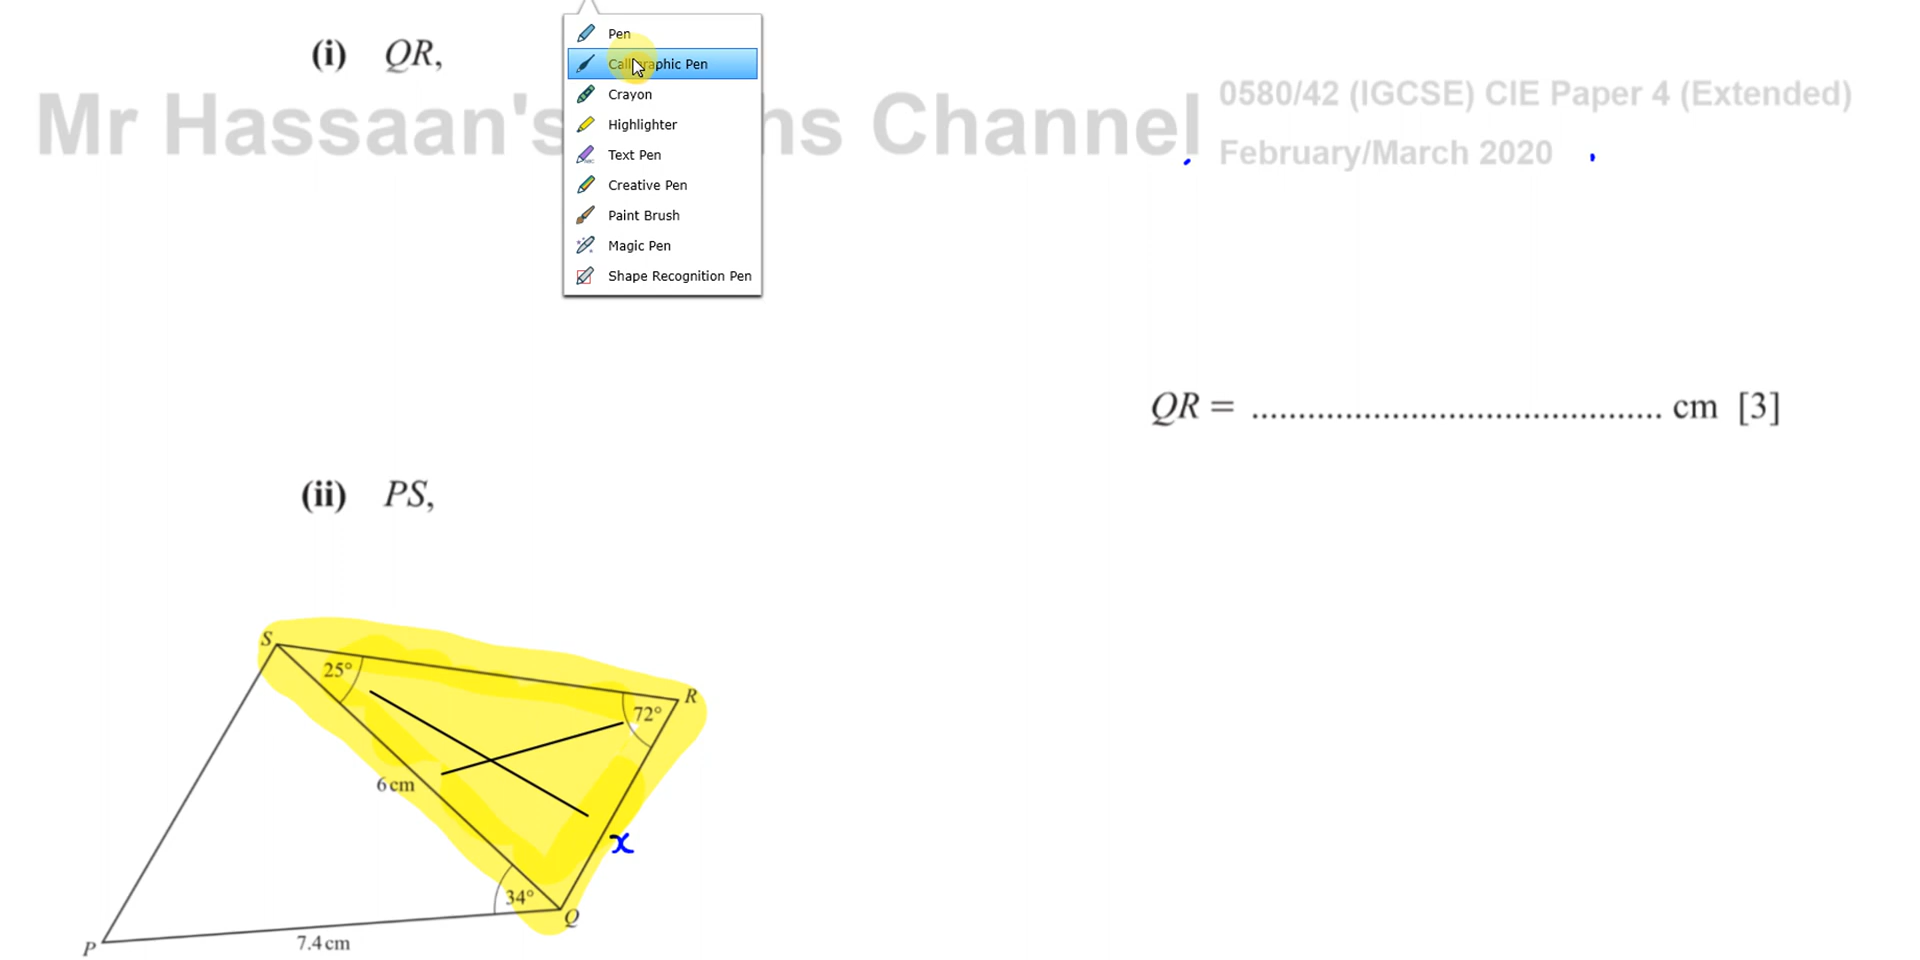 (i) QR,
Pen
Calligraphic Pen
Crayon
Highlighter
Text Pen
Creative Pen
Paint Brush
Magic Pen
Shape Recognition Pen
Mr Hassaan's ns Channel
0580/42 (IGCSE) CIE Paper 4 (Extended)
February/March 2020
QR = .......................................... cm [3]
(ii) PS,
S
25°
R
72°
6 cm
x
34°
Q
P
7.4 cm